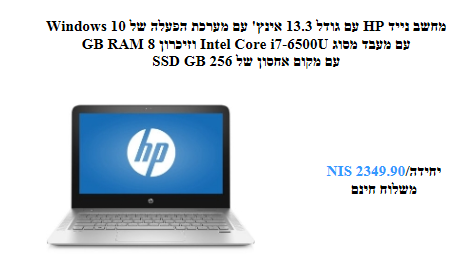 מחשב נייד HP עם גודל 13.3 אינץ' עם מערכת הפעלה של Windows 10
עם מעבד מסוג Intel Core i7-6500U וזיכרון 8 GB RAM
עם מקום אחסון של 256 SSD GB
hp
יחידה/NIS 2349.90
משלוח חינם